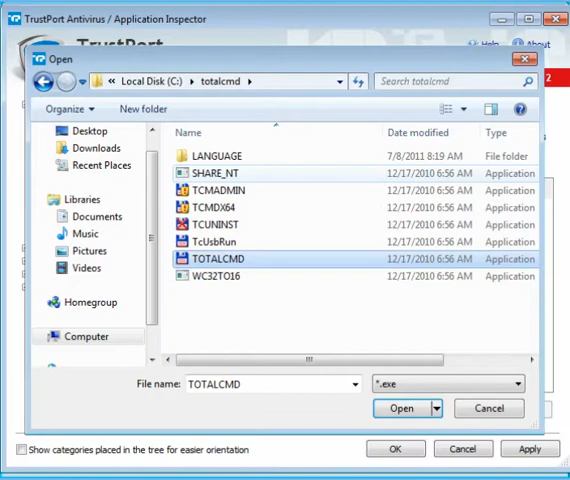 TrustPort Antivirus / Application Inspector
TrustPort
Help About
Open
2
« Local Disk (C:) ▸ totalcmd ▸ Search totalcmd
Organize New folder
Name Date modified Type
Desktop
Downloads
Recent Places
Libraries
Documents
Music
Pictures
Videos
Homegroup
Computer
LANGUAGE 7/8/2011 8:19 AM File folder
SHARE_NT 12/17/2010 6:56 AM Application
TCMADMIN 12/17/2010 6:56 AM Application
TCMDX64 12/17/2010 6:56 AM Application
TCUNINST 12/17/2010 6:56 AM Application
TcUsbRun 12/17/2010 6:56 AM Application
TOTALCMD 12/17/2010 6:56 AM Application
WC32TO16 12/17/2010 6:56 AM Application
File name: TOTALCMD *.exe
Open Cancel
Show categories placed in the tree for easier orientation OK Cancel Apply